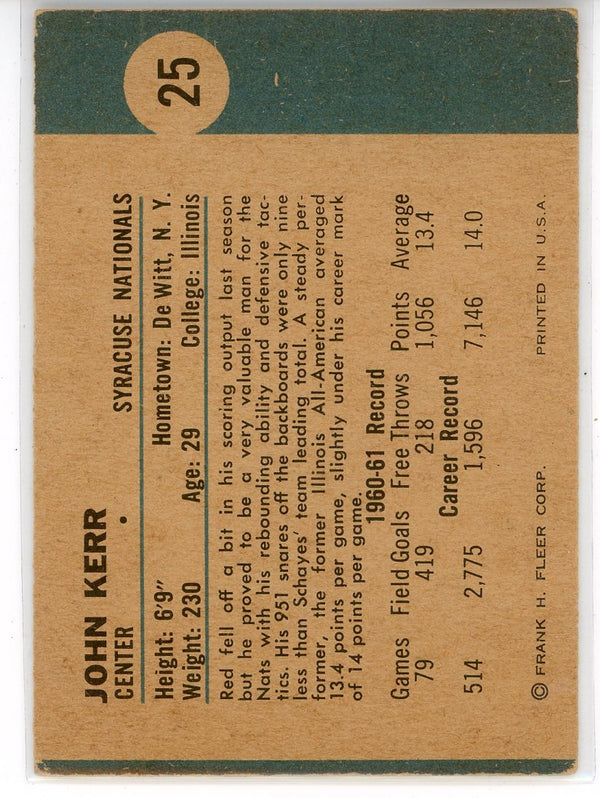 25
JOHN KERR
CENTER • SYRACUSE NATIONALS
Height: 6'9" Hometown: De Witt, N. Y.
Weight: 230 Age: 29 College: Illinois
Red fell off a bit in his scoring output last season
but he proved to be a very valuable man for the
Nats with his rebounding ability and defensive tac-
tics. His 951 snares off the backboards were only nine
less than Schayes' team leading total. A steady per-
former, the former Illinois All-American averaged
13.4 points per game, slightly under his career mark
of 14 points per game.
1960-61 Record
Games Field Goals Free Throws Points Average
79 419 218 1,056 13.4
Career Record
514 2,775 1,596 7,146 14.0
© FRANK H. FLEER CORP. PRINTED IN U.S.A.